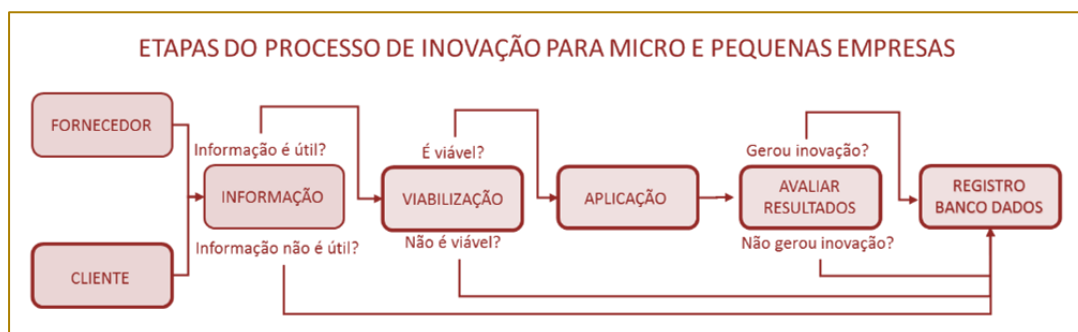 ETAPAS DO PROCESSO DE INOVAÇÃO PARA MICRO E PEQUENAS EMPRESAS
FORNECEDOR
CLIENTE
Informação é útil?
INFORMAÇÃO
Informação não é útil?
É viável?
VIABILIZAÇÃO
Não é viável?
APLICAÇÃO
Gerou inovação?
AVALIAR
RESULTADOS
Não gerou inovação?
REGISTRO
BANCO DADOS